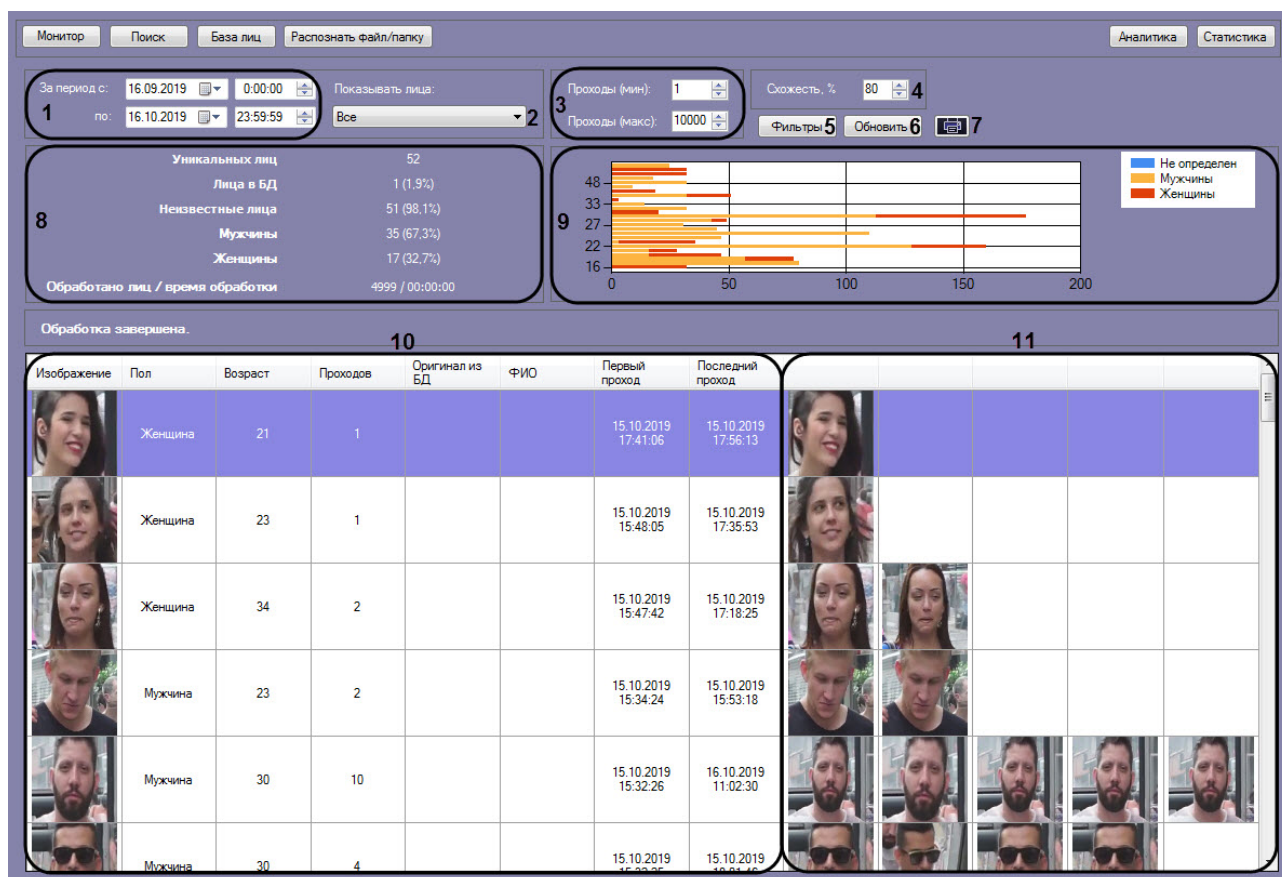 Монитор Поиск База лиц Распознать файл/папку Аналитика Статистика
За период с: 16.09.2019 0:00:00 Показывать лица: Проходы (мин): 1 Схожесть, % 80 4
1 3
по: 16.10.2019 23:59:59 Все 2 Проходы (макс): 10000 Фильтры 5 Обновить 6 7
Уникальных лиц 52
Лица в БД 1 (1,9%)
Неизвестные лица 51 (98,1%)
8
Мужчины 35 (67,3%)
Женщины 17 (32,7%)
Обработано лиц / время обработки 4999 / 00:00:00
9
48
33
27
22
16
0 50 100 150 200
Не определен
Мужчины
Женщины
Обработка завершена.
10 11
Изображение Пол Возраст Проходов Оригинал из БД ФИО Первый проход Последний проход
Женщина 21 1 15.10.2019 17:41:06 15.10.2019 17:56:13
Женщина 23 1 15.10.2019 15:48:05 15.10.2019 17:35:53
Женщина 34 2 15.10.2019 15:47:42 15.10.2019 17:18:25
Мужчина 23 2 15.10.2019 15:34:24 15.10.2019 15:53:18
Мужчина 30 10 15.10.2019 15:32:26 16.10.2019 11:02:30
Мужчина 30 4 15.10.2019 15.10.2019